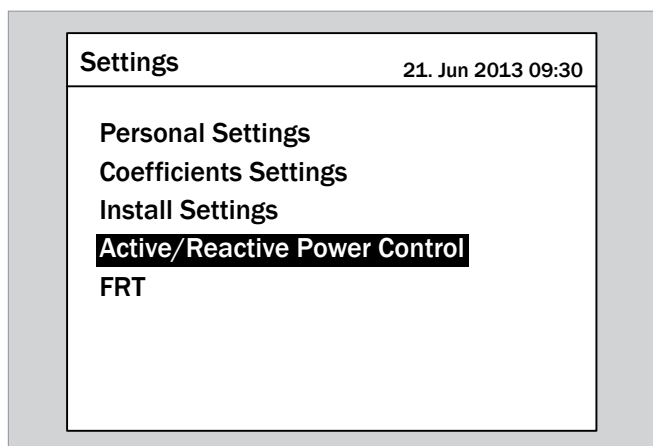 Settings
21. Jun 2013 09:30
Personal Settings
Coefficients Settings
Install Settings
Active/Reactive Power Control
FRT